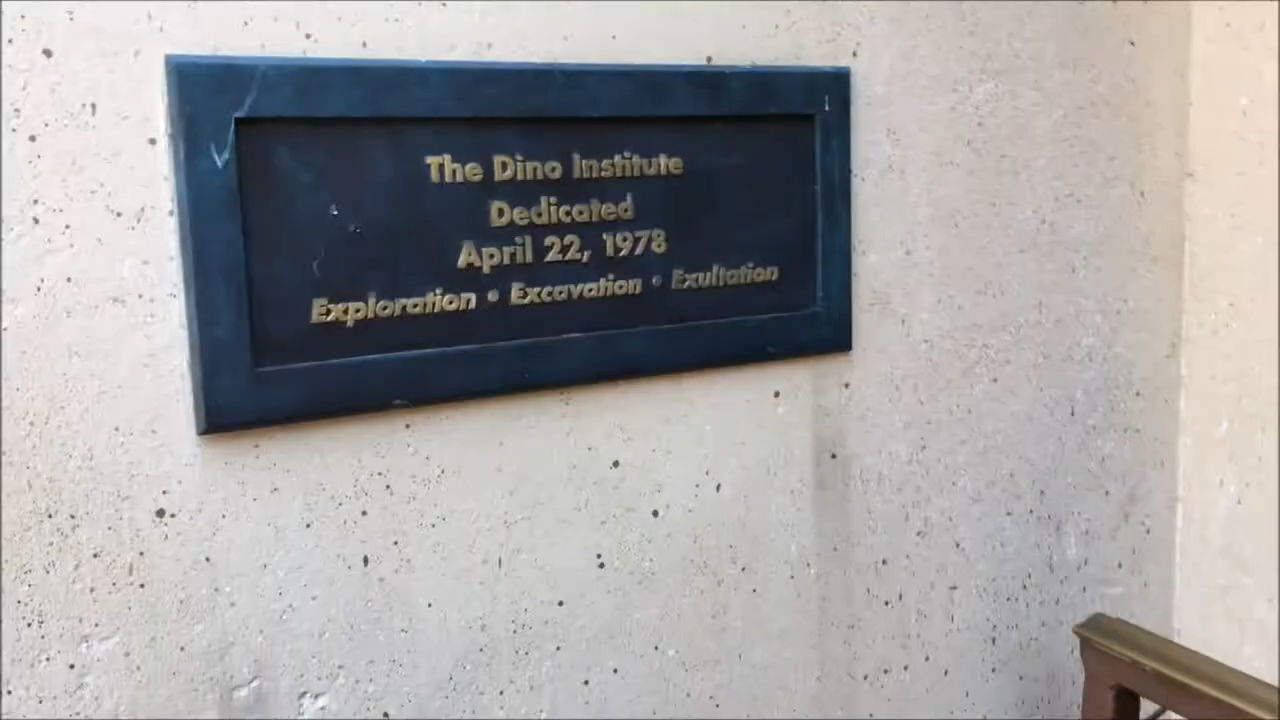 The Dino Institute
Dedicated
April 22, 1978
Exploration • Excavation • Exultation